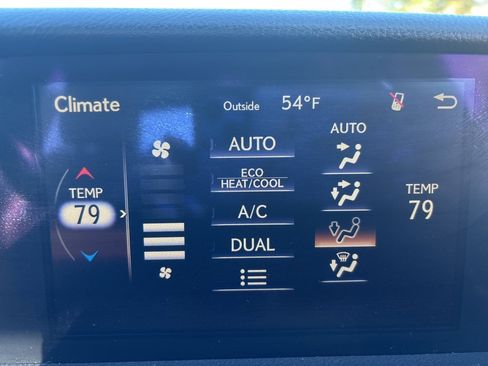 Climate
Outside 54°F
AUTO
AUTO
ECO
HEAT/COOL
TEMP
79
A/C
TEMP
79
DUAL